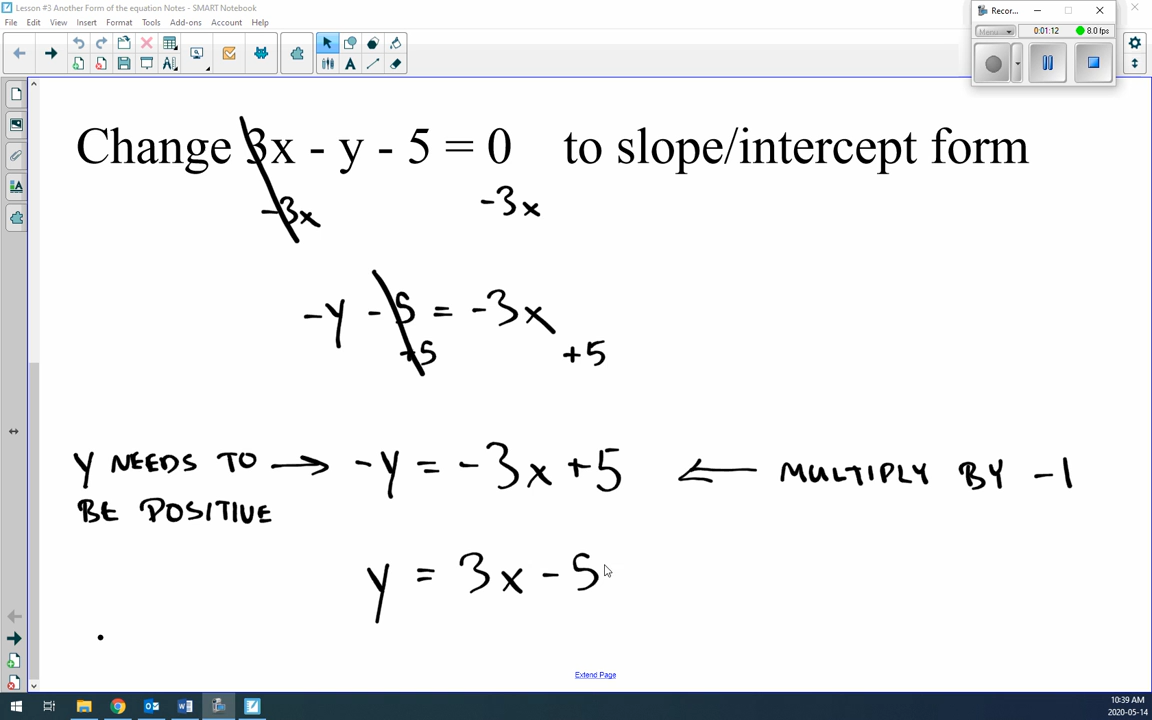 Lesson #3 Another Form of the equation Notes - SMART Notebook
File Edit View Insert Format Tools Add-ons Account Help
Recor...
0:01:12 8.0 fps
Change 3x - y - 5 = 0 to slope/intercept form
-3x -3x
-y -5 = -3x
+5 +5
Y NEEDS TO → -y = -3x +5 ← MULTIPLY BY -1
BE POSITIVE
y = 3x - 5
Extend Page
10:39 AM
2020-05-14